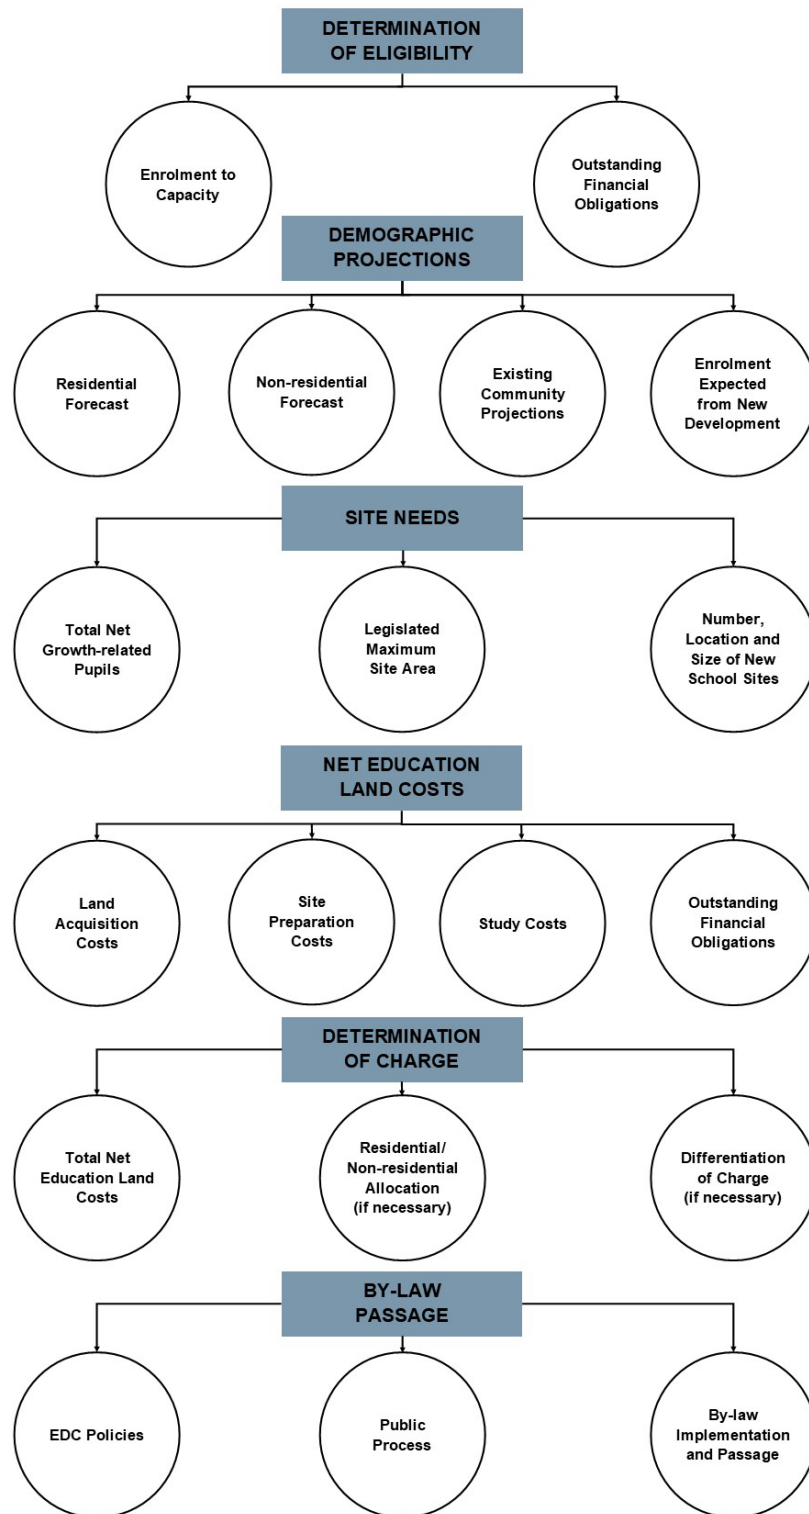 DETERMINATION
OF ELIGIBILITY
Enrolment to
Capacity
Outstanding
Financial
Obligations
DEMOGRAPHIC
PROJECTIONS
Residential
Forecast
Non-residential
Forecast
Existing
Community
Projections
Enrolment
Expected
from New
Development
SITE NEEDS
Total Net
Growth-related
Pupils
Legislated
Maximum
Site Area
Number,
Location and
Size of New
School Sites
NET EDUCATION
LAND COSTS
Land
Acquisition
Costs
Site
Preparation
Costs
Study Costs
Outstanding
Financial
Obligations
DETERMINATION
OF CHARGE
Total Net
Education Land
Costs
Residential/
Non-residential
Allocation
(if necessary)
Differentiation
of Charge
(if necessary)
BY-LAW
PASSAGE
EDC Policies
Public
Process
By-law
Implementation
and Passage